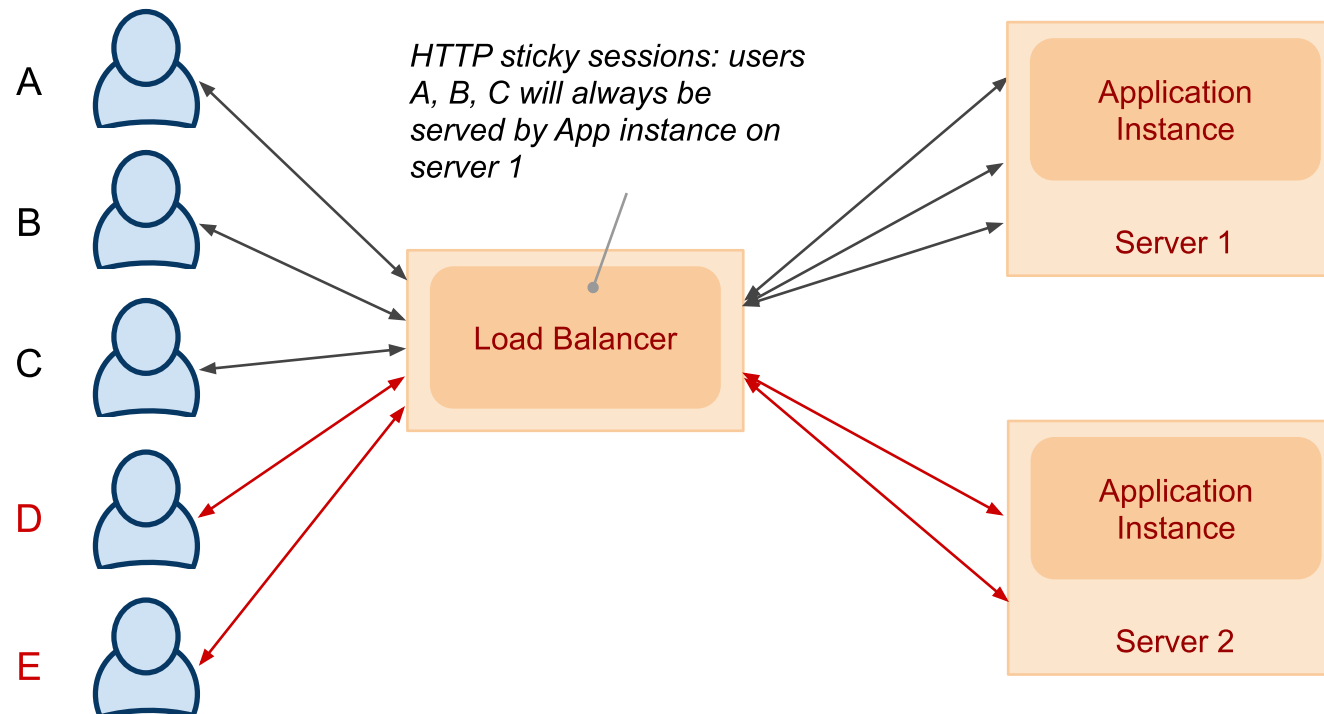 A
HTTP sticky sessions: users
A, B, C will always be
served by App instance on
server 1
Application
Instance
Server 1
B
Load Balancer
C
D
Application
Instance
Server 2
E